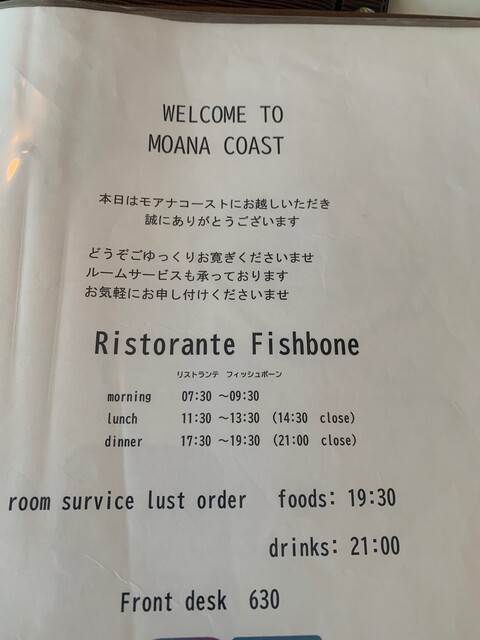 WELCOME TO
MOANA COAST
本日はモアナコーストにお越しいただき
誠にありがとうございます
どうぞごゆっくりお寛ぎくださいませ
ルームサービスも承っております
お気軽にお申し付けくださいませ
Ristorante Fishbone
リストランテ フィッシュボーン
morning 07:30 ～09:30
lunch 11:30 ～13:30 (14:30 close)
dinner 17:30 ～19:30 (21:00 close)
room survice lust order foods: 19:30
drinks: 21:00
Front desk 630